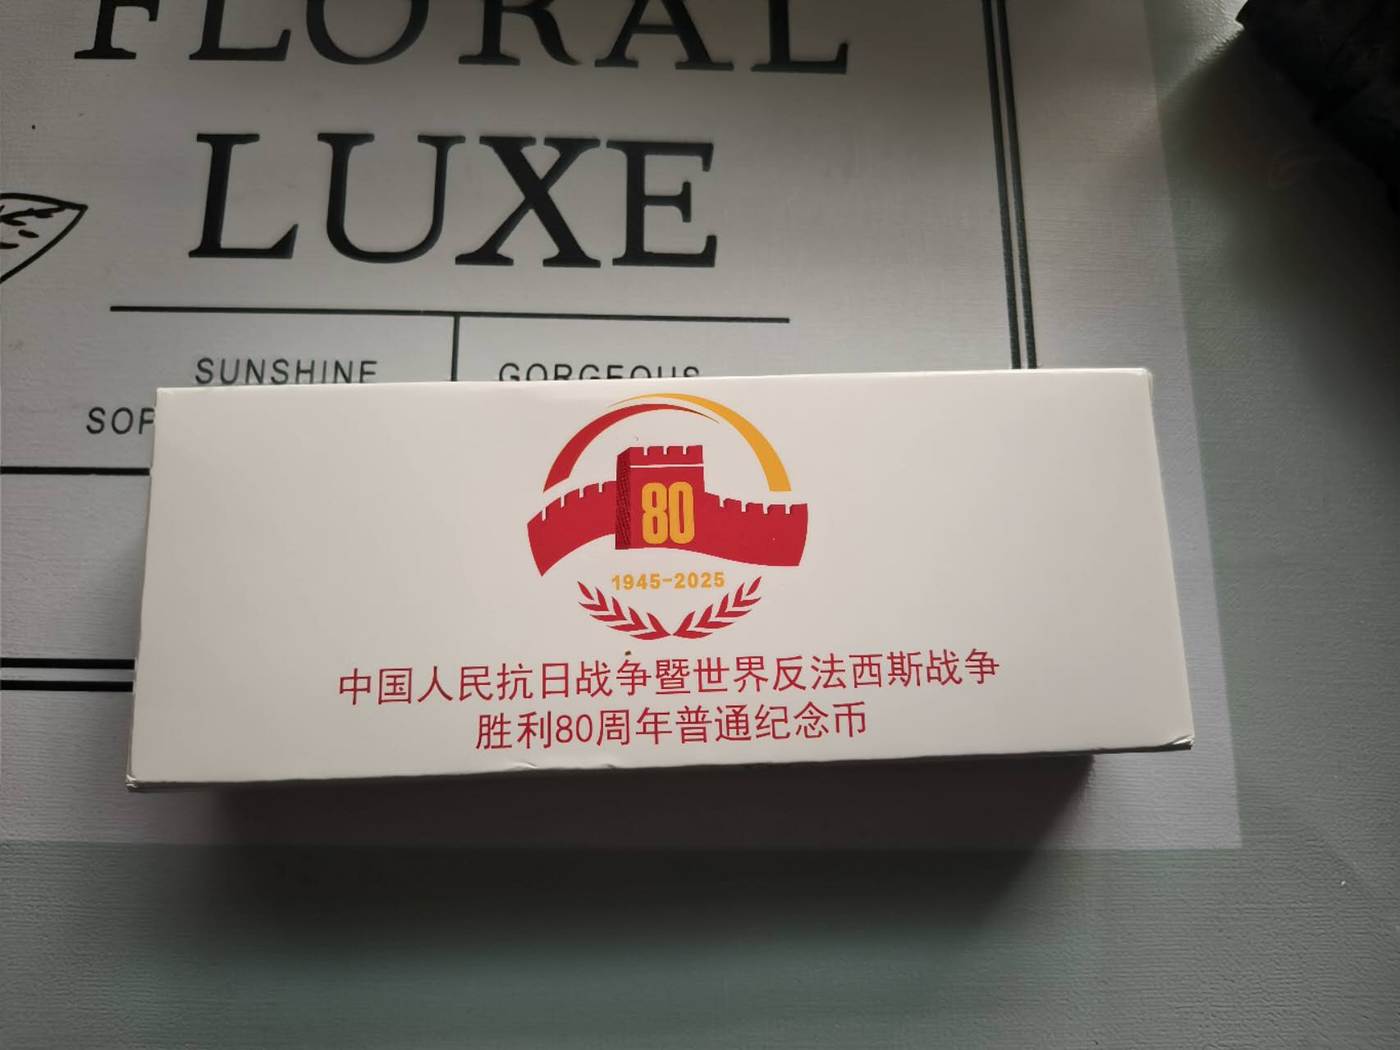 FLORAL
LUXE
SUNSHINE
GORGEOUS
80
1945-2025
中国人民抗日战争暨世界反法西斯战争
胜利80周年普通纪念币